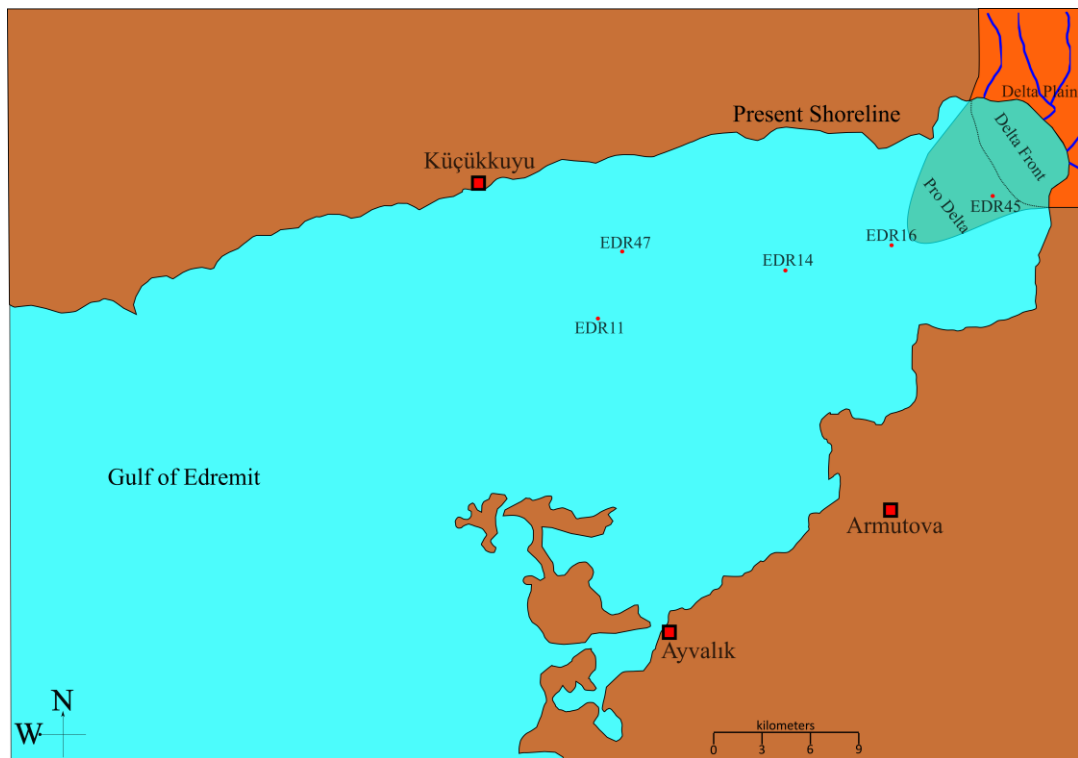 Delta Plain
Present Shoreline
Delta Front
Küçükkuyu
Pro Delta
EDR45
EDR47
EDR16
EDR14
EDR11
Gulf of Edremit
Armutova
Ayvalık
N
W
kilometers
0 3 6 9